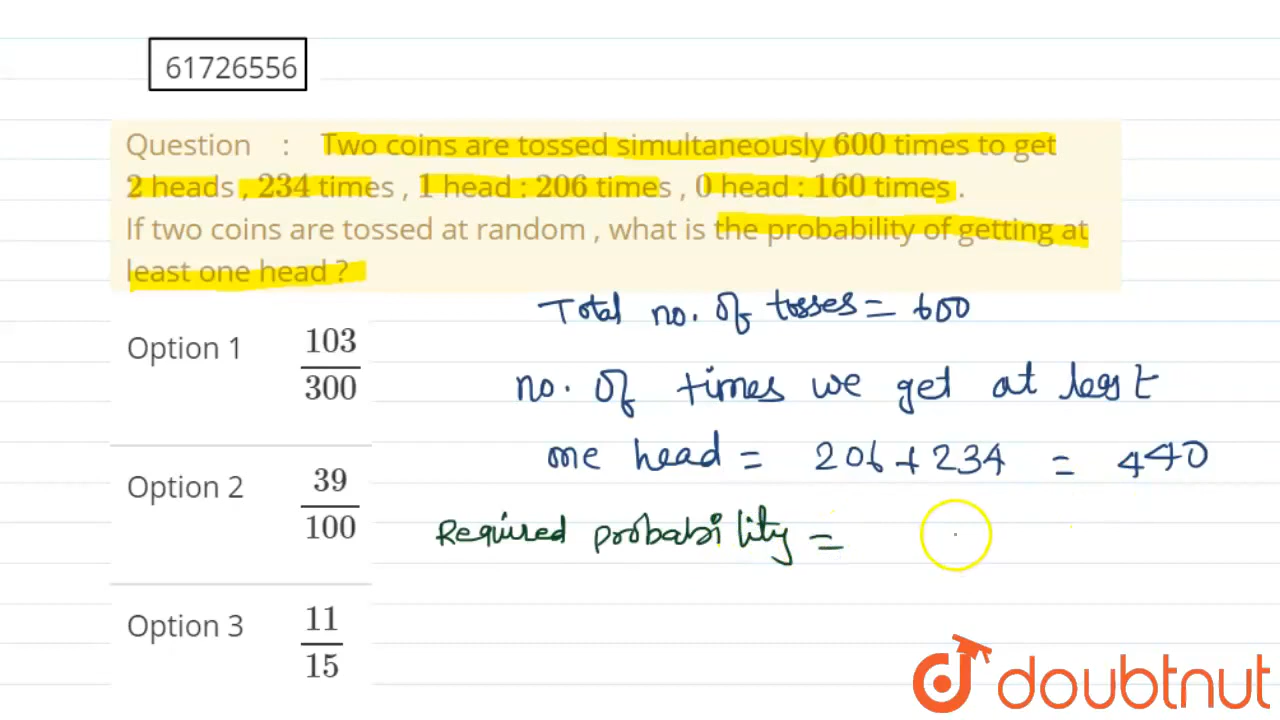 61726556
Question : Two coins are tossed simultaneously 600 times to get
2 heads , 234 times , 1 head : 206 times , 0 head : 160 times .
If two coins are tossed at random , what is the probability of getting at
least one head ?
Total no. of tosses = 600
Option 1 103/300
no. of times we get at least
one head = 206 + 234 = 440
Option 2 39/100
Required probability =
Option 3 11/15
doubtnut